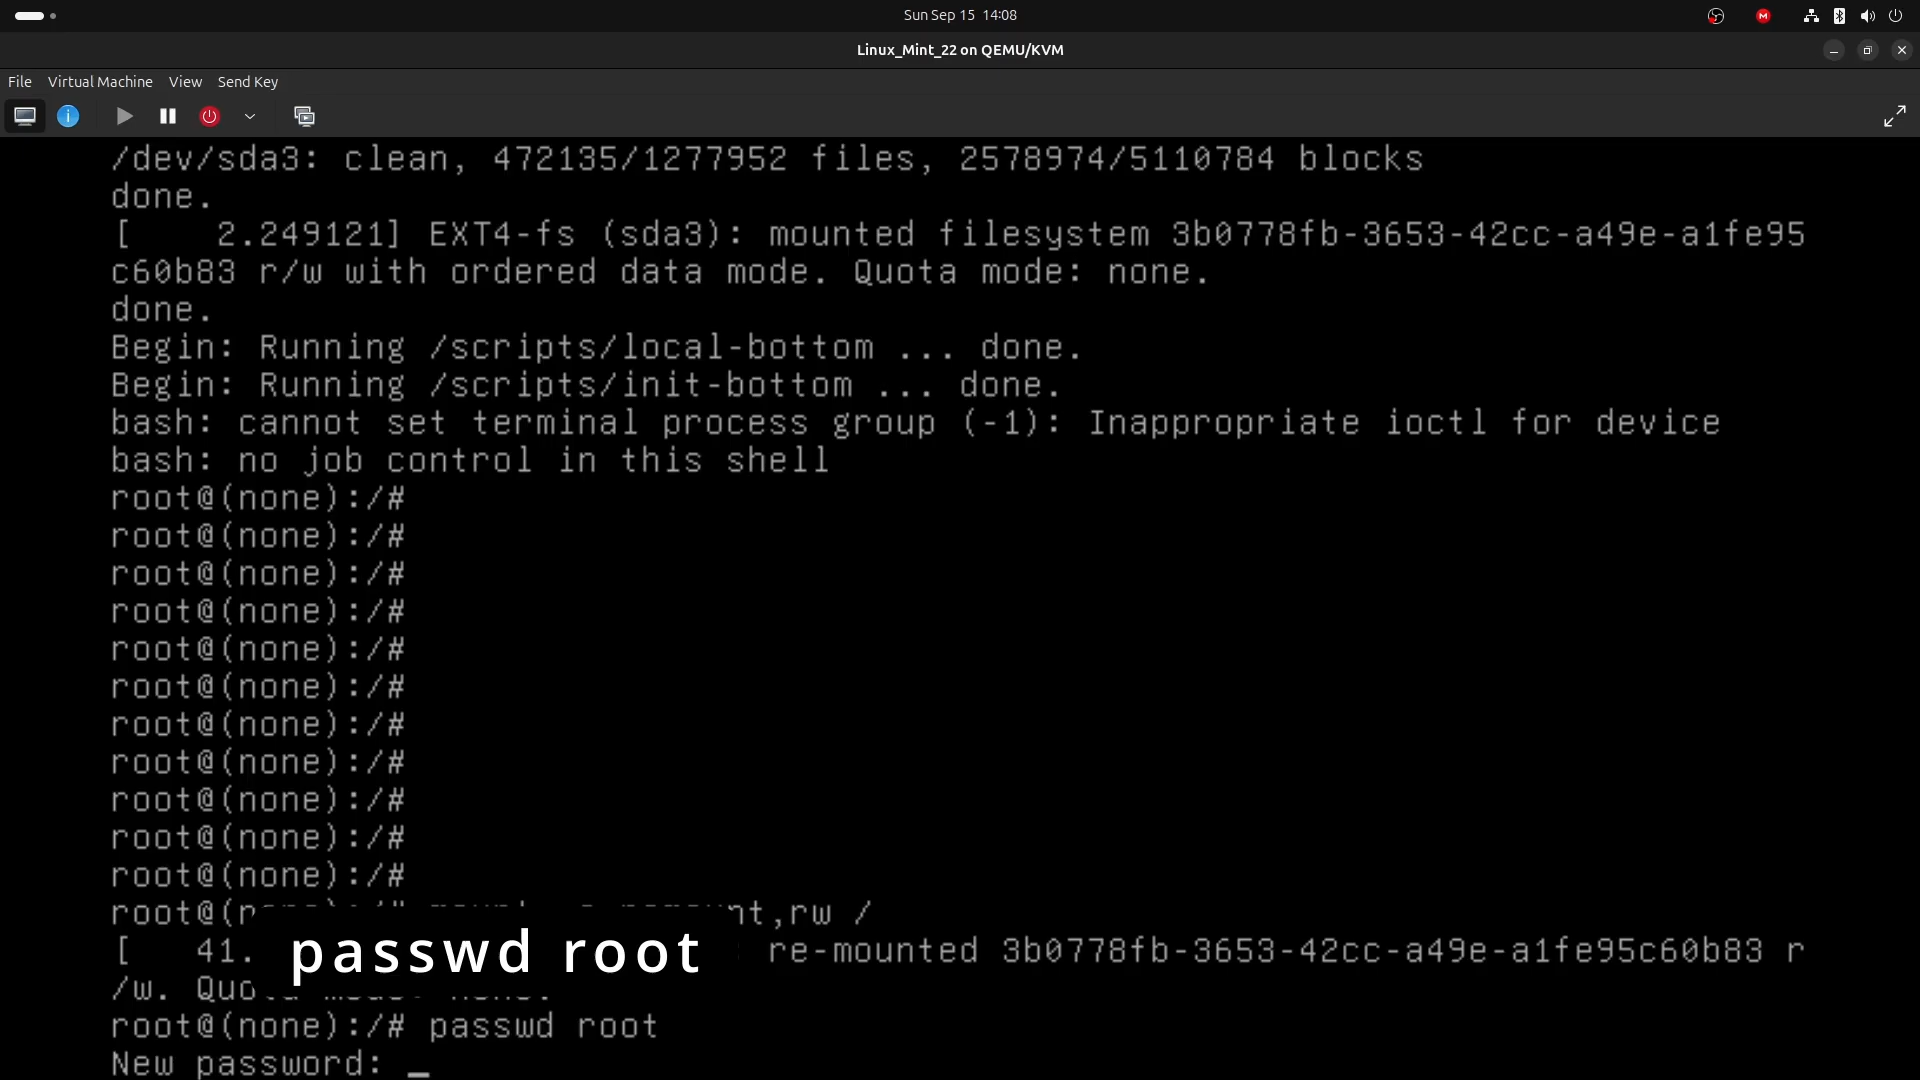 Sun Sep 15 14:08
M
Linux_Mint_22 on QEMU/KVM
File Virtual Machine View Send Key
/dev/sda3: clean, 472135/1277952 files, 2578974/5110784 blocks
done.
[    2.249121] EXT4-fs (sda3): mounted filesystem 3b0778fb-3653-42cc-a49e-a1fe95
c60b83 r/w with ordered data mode. Quota mode: none.
done.
Begin: Running /scripts/local-bottom ... done.
Begin: Running /scripts/init-bottom ... done.
bash: cannot set terminal process group (-1): Inappropriate ioctl for device
bash: no job control in this shell
root@(none):/#
root@(none):/#
root@(none):/#
root@(none):/#
root@(none):/#
root@(none):/#
root@(none):/#
root@(none):/#
root@(none):/#
root@(none):/#
root@(none):/#
root@(none):/# mount -o remount,rw /
[   41. re-mounted 3b0778fb-3653-42cc-a49e-a1fe95c60b83 r
passwd root
/w. Quota mode: none.
root@(none):/# passwd root
New password: